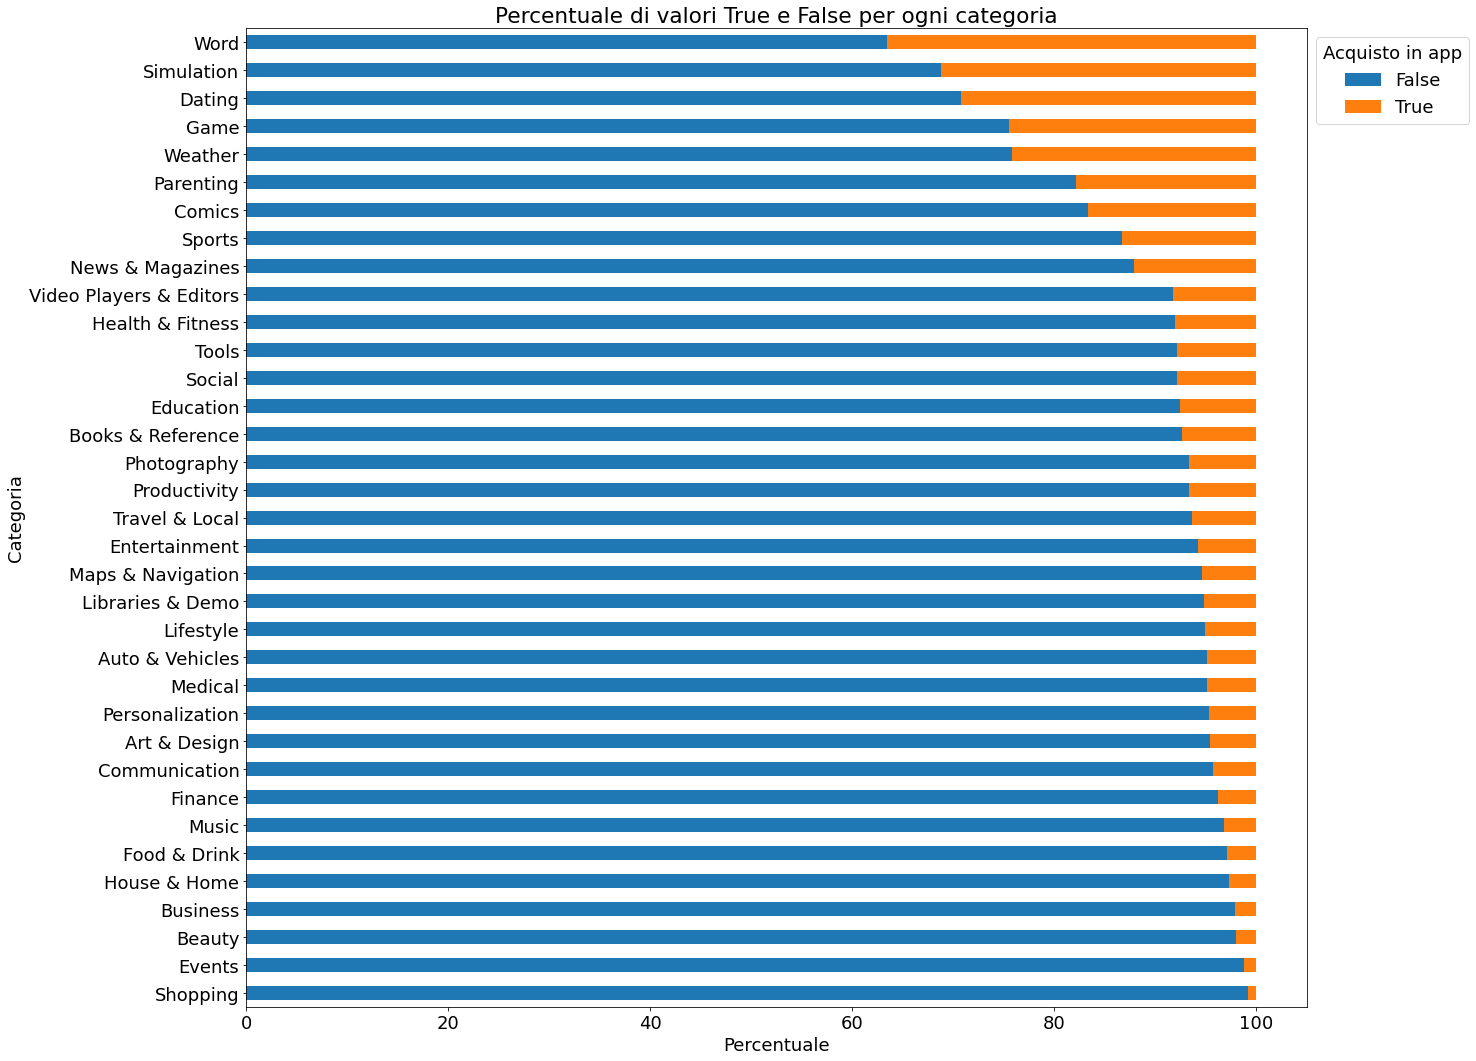 Percentuale di valori True e False per ogni categoria
Word
Simulation
Dating
Game
Weather
Parenting
Comics
Sports
News & Magazines
Video Players & Editors
Health & Fitness
Tools
Social
Education
Books & Reference
Photography
Productivity
Travel & Local
Entertainment
Maps & Navigation
Libraries & Demo
Lifestyle
Auto & Vehicles
Medical
Personalization
Art & Design
Communication
Finance
Music
Food & Drink
House & Home
Business
Beauty
Events
Shopping
Categoria
0 20 40 60 80 100
Percentuale
Acquisto in app
False
True